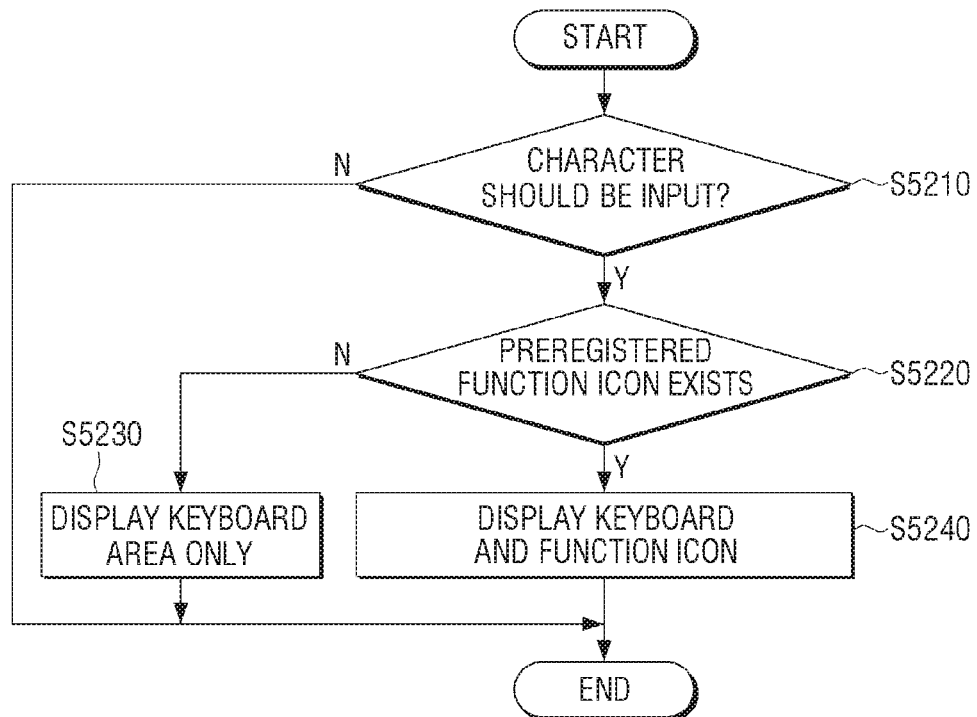 START
N
CHARACTER
SHOULD BE INPUT?
S5210
Y
N
PREREGISTERED
FUNCTION ICON EXISTS
S5220
S5230
Y
DISPLAY KEYBOARD
AREA ONLY
DISPLAY KEYBOARD
AND FUNCTION ICON
S5240
END